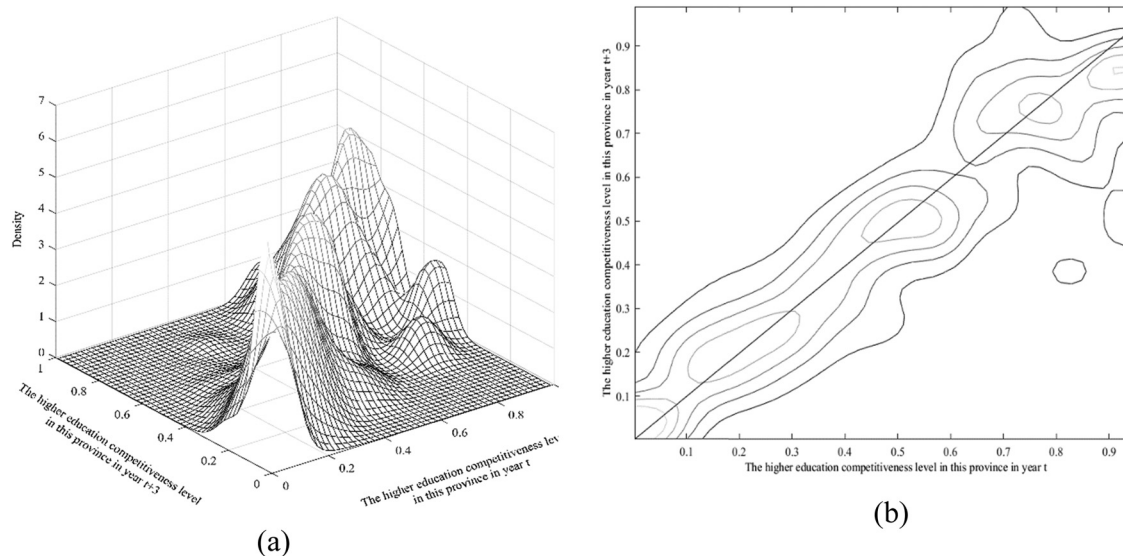 7
6
5
4
3
2
1
0
Density
1
0.8
0.6
0.4
0.2
0
0
0.2
0.4
0.6
0.8
The higher education competitiveness level
in this province in year t+3
The higher education competitiveness lev
in this province in year t
(a)
0.9
0.8
0.7
0.6
0.5
0.4
0.3
0.2
0.1
The higher education competitiveness level in this province in year t+3
0.1 0.2 0.3 0.4 0.5 0.6 0.7 0.8 0.9
The higher education competitiveness level in this province in year t
(b)